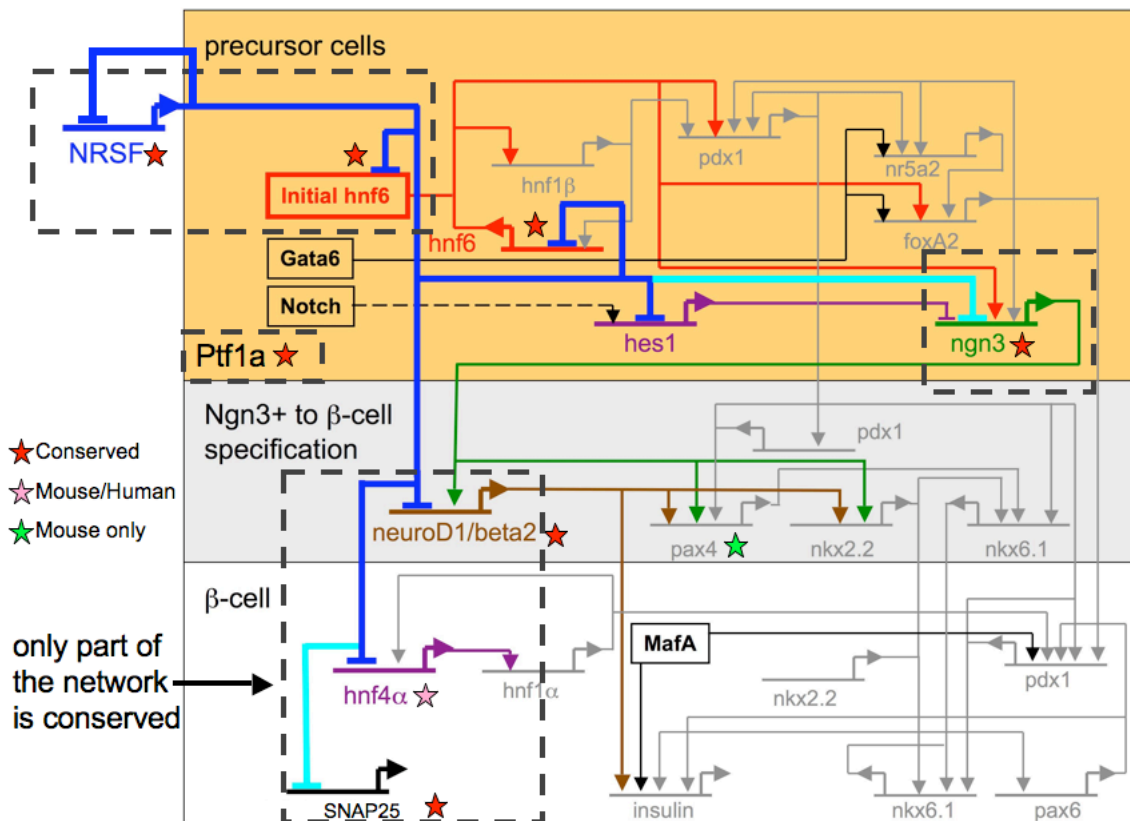 precursor cells
NRSF
pdx1
hnf1β
nr5a2
Initial hnf6
hnf6
foxA2
Gata6
Notch
hes1
ngn3
Ptf1a
Ngn3+ to β-cell
specification
pdx1
Conserved
Mouse/Human
Mouse only
neuroD1/beta2
pax4
nkx2.2
nkx6.1
β-cell
only part of
the network
is conserved
MafA
hnf4α
hnf1α
nkx2.2
pdx1
SNAP25
insulin
nkx6.1
pax6